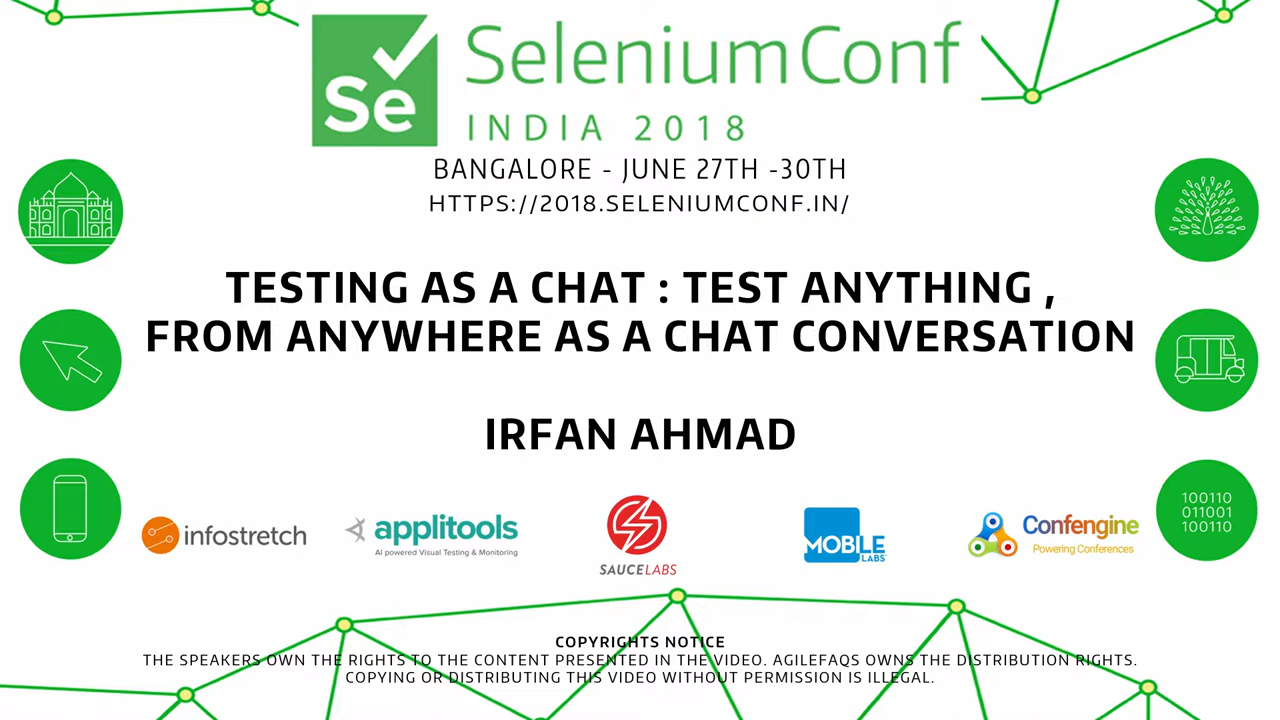 Se
SeleniumConf
INDIA 2018
BANGALORE - JUNE 27TH -30TH
HTTPS://2018.SELENIUMCONF.IN/
TESTING AS A CHAT : TEST ANYTHING ,
FROM ANYWHERE AS A CHAT CONVERSATION
IRFAN AHMAD
100110
011001
100110
infostretch
applitools
AI powered Visual Testing & Monitoring
SAUCELABS
MOBILE
LABS
Confengine
Powering Conferences
COPYRIGHTS NOTICE
THE SPEAKERS OWN THE RIGHTS TO THE CONTENT PRESENTED IN THE VIDEO. AGILEFAQS OWNS THE DISTRIBUTION RIGHTS.
COPYING OR DISTRIBUTING THIS VIDEO WITHOUT PERMISSION IS ILLEGAL.